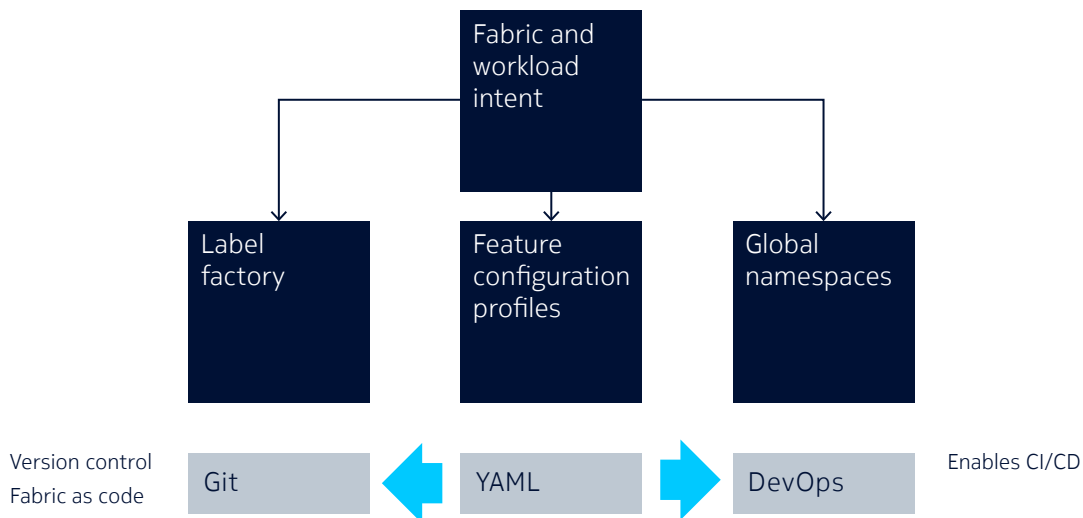 Fabric and
workload
intent
Label
factory
Feature
configuration
profiles
Global
namespaces
Version control
Fabric as code
Git
YAML
DevOps
Enables CI/CD